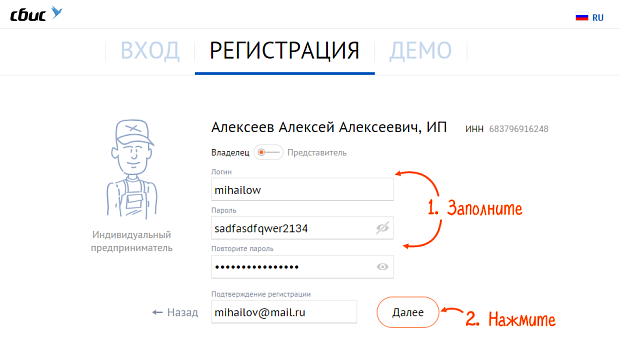 сбис
RU
ВХОД РЕГИСТРАЦИЯ ДЕМО
Алексеев Алексей Алексеевич, ИП ИНН 683796916248
Владелец Представитель
Логин
mihailow
Пароль
sadfasdfqwer2134
1. Заполните
Повторите пароль
••••••••••••••••
Индивидуальный
предприниматель
Подтверждение регистрации
← Назад
mihailov@mail.ru
Далее
2. Нажмите